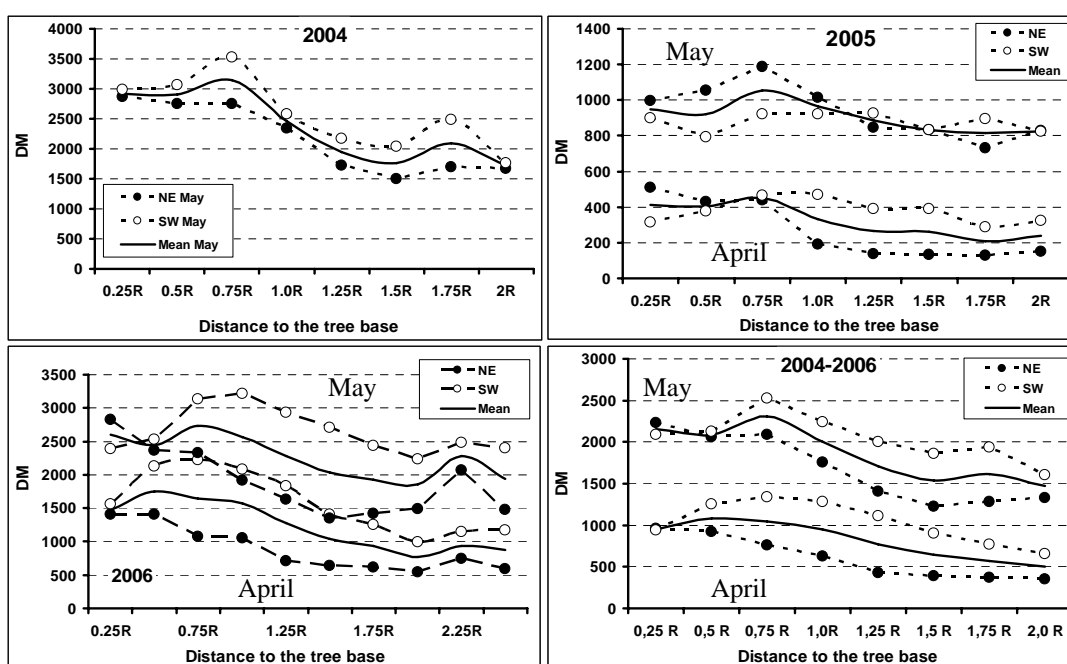 2004
4000
3500
3000
2500
2000
1500
1000
500
0
DM
NE May
SW May
Mean May
0.25R 0.5R 0.75R 1.0R 1.25R 1.5R 1.75R 2R
Distance to the tree base
2005
May
NE
SW
Mean
1400
1200
1000
800
600
400
200
0
DM
April
0.25R 0.5R 0.75R 1.0R 1.25R 1.5R 1.75R 2R
Distance to the tree base
NE
SW
Mean
May
3500
3000
2500
2000
1500
1000
500
0
DM
2006
April
0.25R 0.75R 1.25R 1.75R 2.25R
Distance to the tree base
2004-2006
May
NE
SW
Mean
3000
2500
2000
1500
1000
500
0
DM
April
0,25 R 0,5 R 0,75 R 1,0R 1,25R 1,5 R 1,75 R 2,0 R
Distance to the tree base